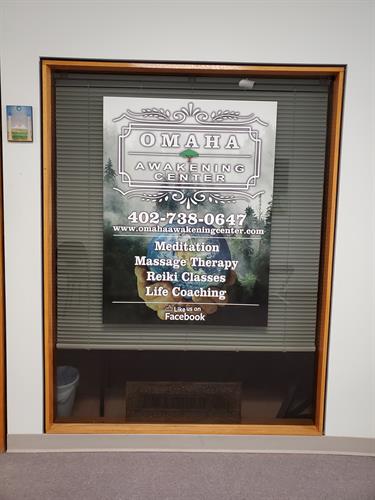 OMAHA
AWAKENING
CENTER
402-738-0647
www.omahaawakeningcenter.com
Meditation
Massage Therapy
Reiki Classes
Life Coaching
Like us on
Facebook